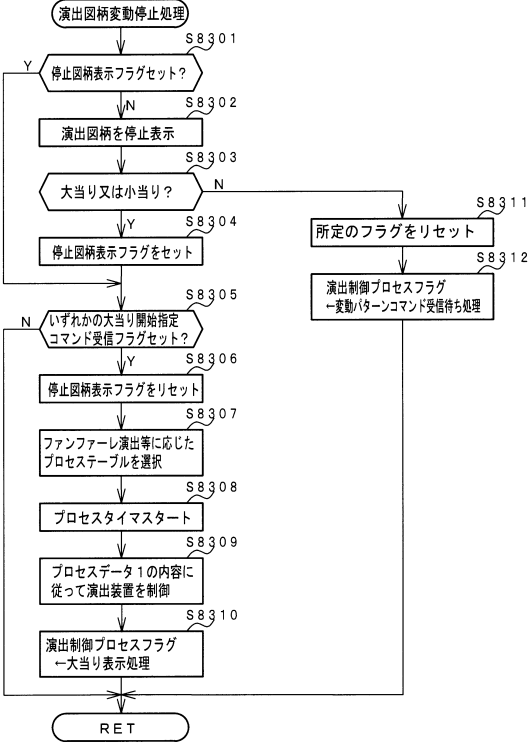 演出図柄変動停止処理
S8301
停止図柄表示フラグセット?
Y
N
S8302
演出図柄を停止表示
S8303
大当り又は小当り?
N
Y
S8304
停止図柄表示フラグをセット
S8311
所定のフラグをリセット
S8312
演出制御プロセスフラグ
←変動パターンコマンド受信待ち処理
S8305
いずれかの大当り開始指定
コマンド受信フラグセット?
N
Y
S8306
停止図柄表示フラグをリセット
S8307
ファンファーレ演出等に応じた
プロセステーブルを選択
S8308
プロセスタイマスタート
S8309
プロセスデータ1の内容に
従って演出装置を制御
S8310
演出制御プロセスフラグ
←大当り表示処理
RET